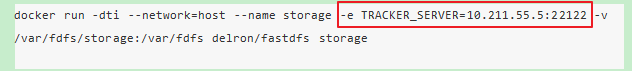 docker run -dti --network=host --name storage -e TRACKER_SERVER=10.211.55.5:22122 -v
/var/fdfs/storage:/var/fdfs delron/fastdfs storage